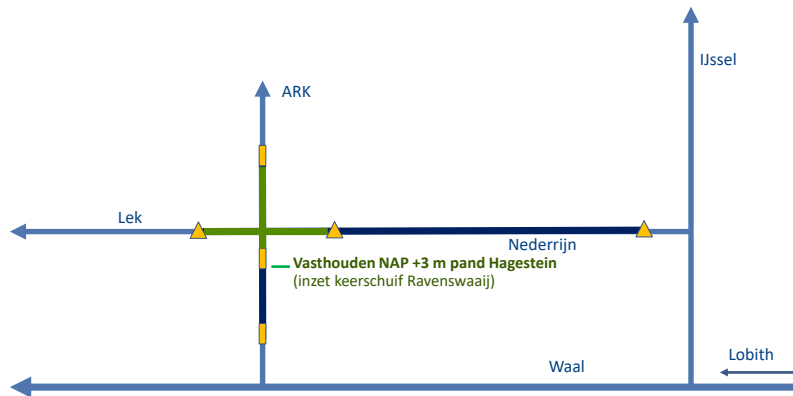 IJssel
ARK
Lek
Nederrijn
Vasthouden NAP +3 m pand Hagestein
(inzet keerschuif Ravenswaaij)
Lobith
Waal